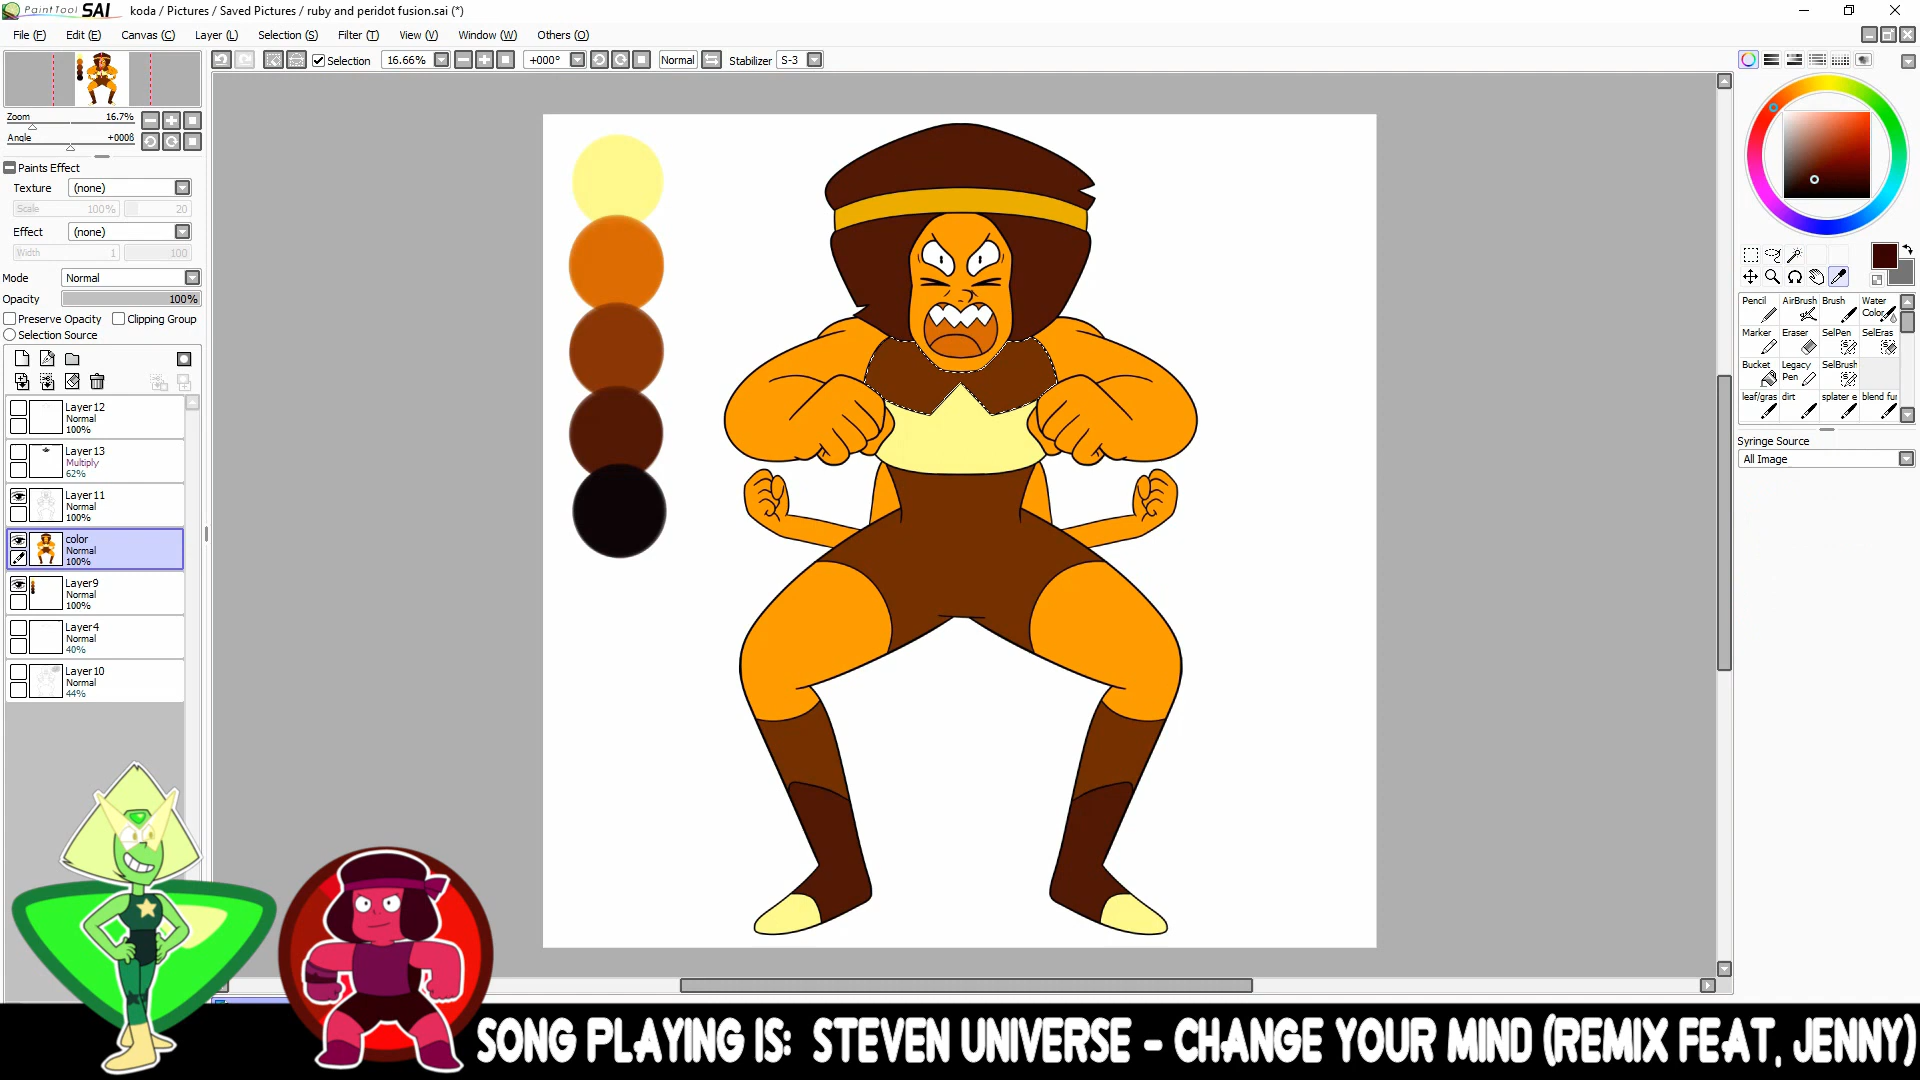 PaintTool SAI koda / Pictures / Saved Pictures / ruby and peridot fusion.sai (*)
File (F) Edit (E) Canvas (C) Layer (L) Selection (S) Filter (T) View (V) Window (W) Others (O)
Selection 16.66% +000° Normal Stabilizer S-3
Zoom 16.7%
Angle +000
Paints Effect
Texture (none)
Scale 100% 20
Effect (none)
Width 1 100
Mode Normal
Opacity 100%
Preserve Opacity Clipping Group
Selection Source
Layer12
Normal
100%
Layer13
Multiply
62%
Layer11
Normal
100%
color
Normal
100%
Layer9
Normal
100%
Layer4
Normal
40%
Layer10
Normal
44%
Pencil AirBrush Brush Water Color
Marker Eraser SelPen SelEras
Bucket Legacy Pen SelBrush
leaf/gras dirt splater e blend fur
Syringe Source
All Image
SONG PLAYING IS: STEVEN UNIVERSE - CHANGE YOUR MIND (REMIX FEAT, JENNY)